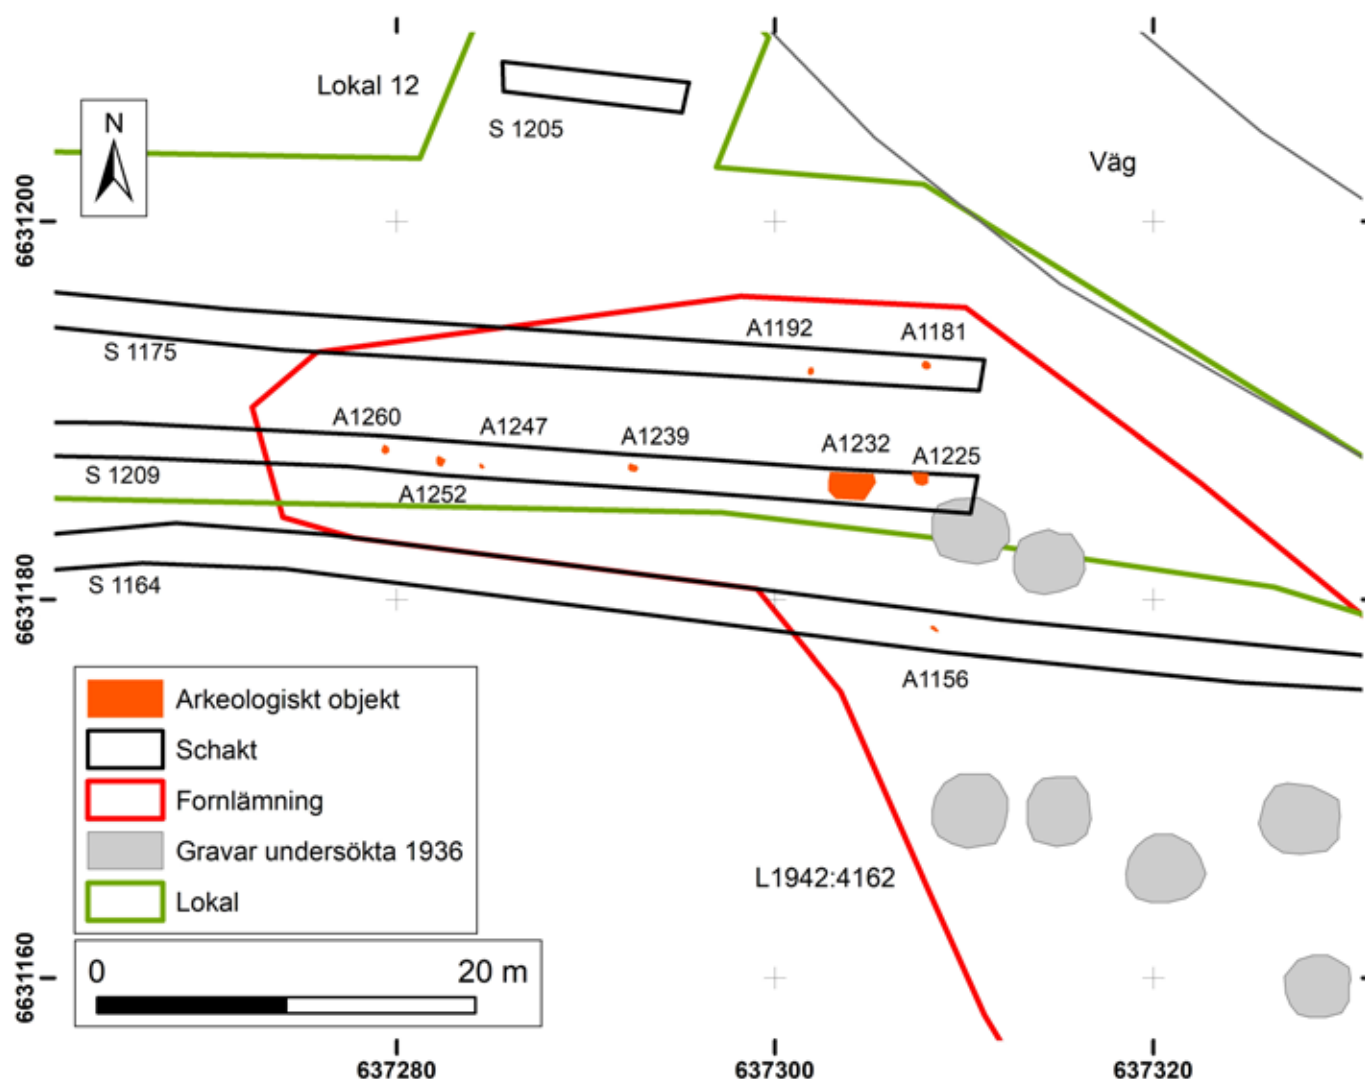 Lokal 12
S 1205
N
Väg
6631200
A1192
A1181
S 1175
A1260
A1247
A1239
A1232
A1225
S 1209
A1252
S 1164
6631180
A1156
Arkeologiskt objekt
Schakt
Fornlämning
Gravar undersökta 1936
Lokal
L1942:4162
0 20 m
6631160
637280 637300 637320